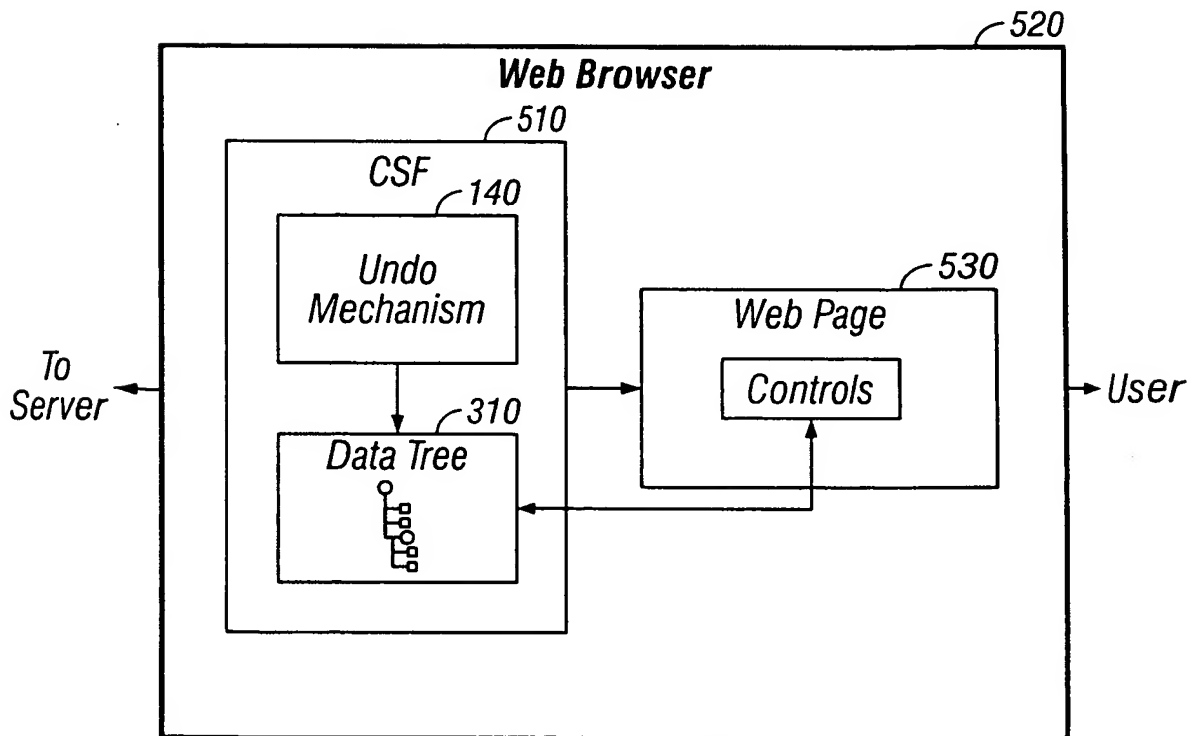 520
Web Browser
510
CSF
140
Undo
Mechanism
530
Web Page
Controls
To
Server
User
310
Data Tree